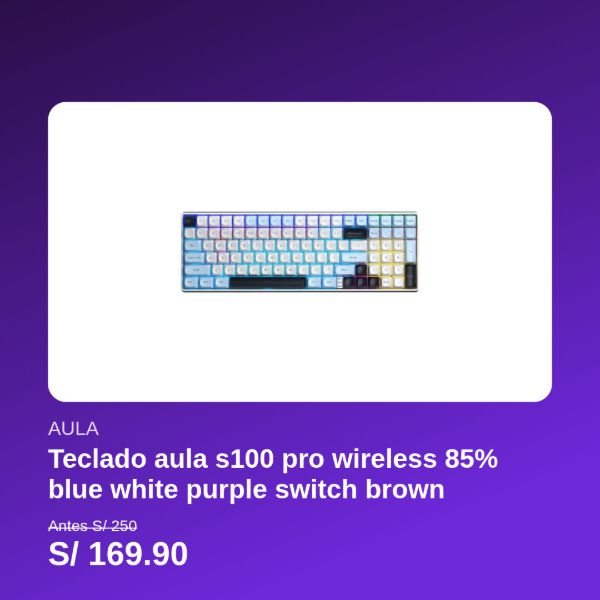 AULA
Teclado aula s100 pro wireless 85%
blue white purple switch brown
Antes S/ 250
S/ 169.90